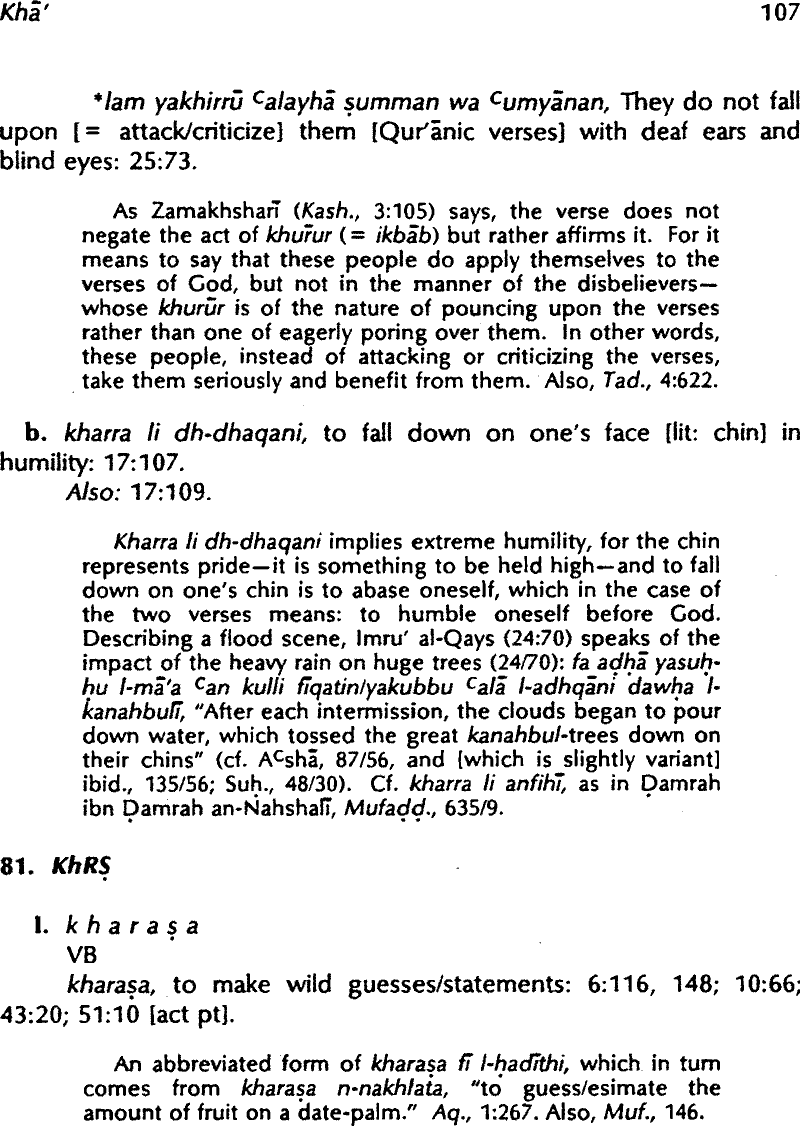 Khā' 107
*lam yakhirrū ᶜalayhā ṣumman wa ᶜumyānan, They do not fall
upon [= attack/criticize] them [Qur'ānic verses] with deaf ears and
blind eyes: 25:73.
As Zamakhsharī (Kash., 3:105) says, the verse does not
negate the act of khurūr (= ikbāb) but rather affirms it. For it
means to say that these people do apply themselves to the
verses of God, but not in the manner of the disbelievers—
whose khurūr is of the nature of pouncing upon the verses
rather than one of eagerly poring over them. In other words,
these people, instead of attacking or criticizing the verses,
take them seriously and benefit from them. Also, Tad., 4:622.
b. kharra li dh-dhaqani, to fall down on one's face [lit: chin] in
humility: 17:107.
Also: 17:109.
Kharra li dh-dhaqani implies extreme humility, for the chin
represents pride—it is something to be held high—and to fall
down on one's chin is to abase oneself, which in the case of
the two verses means: to humble oneself before God.
Describing a flood scene, Imru' al-Qays (24:70) speaks of the
impact of the heavy rain on huge trees (24/70): fa aḍḥā yasuḥ-
ḥu l-mā'a ᶜan kulli fīqatin/yakubbu ᶜalā l-adhqāni dawḥa l-
kanahbulī, "After each intermission, the clouds began to pour
down water, which tossed the great kanahbul-trees down on
their chins" (cf. Aᶜshā, 87/56, and [which is slightly variant]
ibid., 135/56; Suḥ., 48/30). Cf. kharra li anfihī, as in Ḍamrah
ibn Ḍamrah an-Nahshalī, Mufaḍḍ., 635/9.
81. KhRṢ
I. kharaṣa
VB
kharaṣa, to make wild guesses/statements: 6:116, 148; 10:66;
43:20; 51:10 [act pt].
An abbreviated form of kharaṣa fī l-ḥadīthi, which in turn
comes from kharaṣa n-nakhlata, "to guess/esimate the
amount of fruit on a date-palm." Aq., 1:267. Also, Muf., 146.